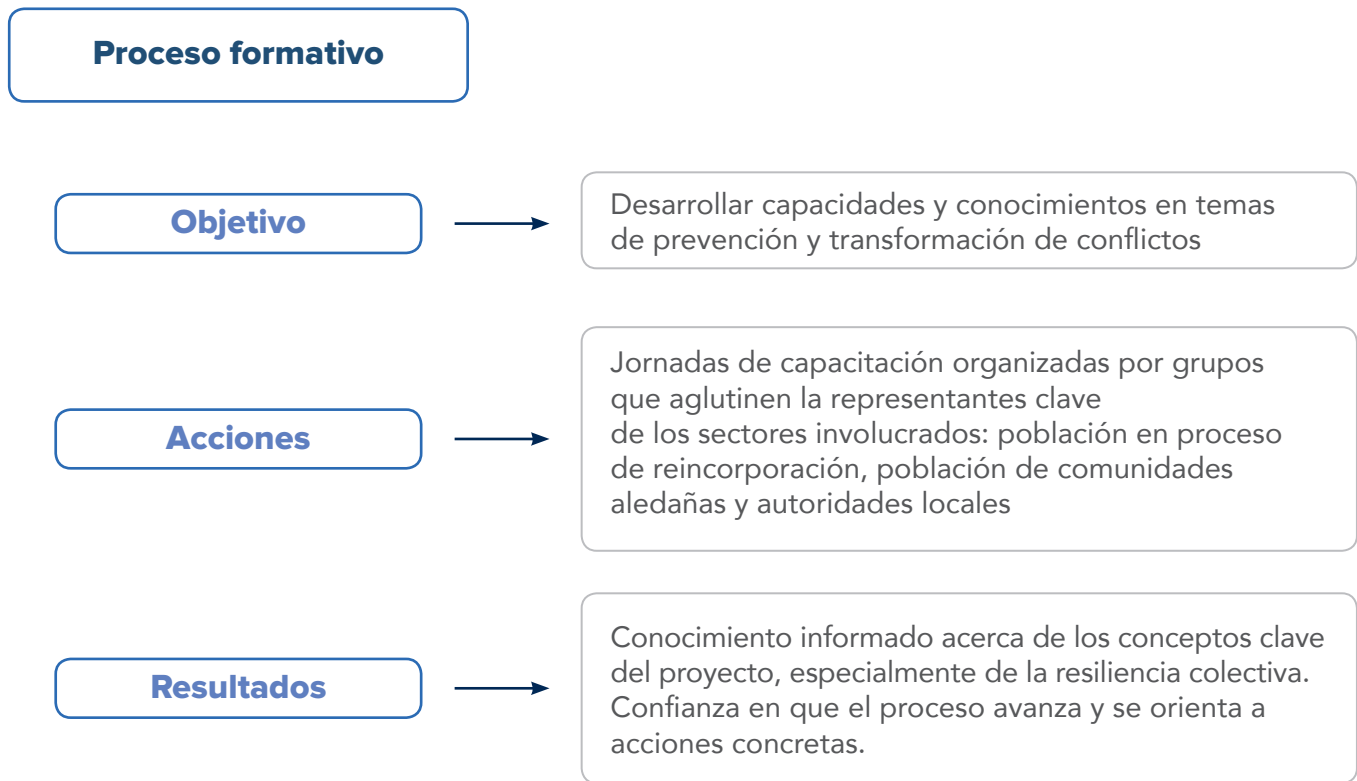 Proceso formativo
Objetivo
Desarrollar capacidades y conocimientos en temas
de prevención y transformación de conflictos
Acciones
Jornadas de capacitación organizadas por grupos
que aglutinen la representantes clave
de los sectores involucrados: población en proceso
de reincorporación, población de comunidades
aledañas y autoridades locales
Resultados
Conocimiento informado acerca de los conceptos clave
del proyecto, especialmente de la resiliencia colectiva.
Confianza en que el proceso avanza y se orienta a
acciones concretas.